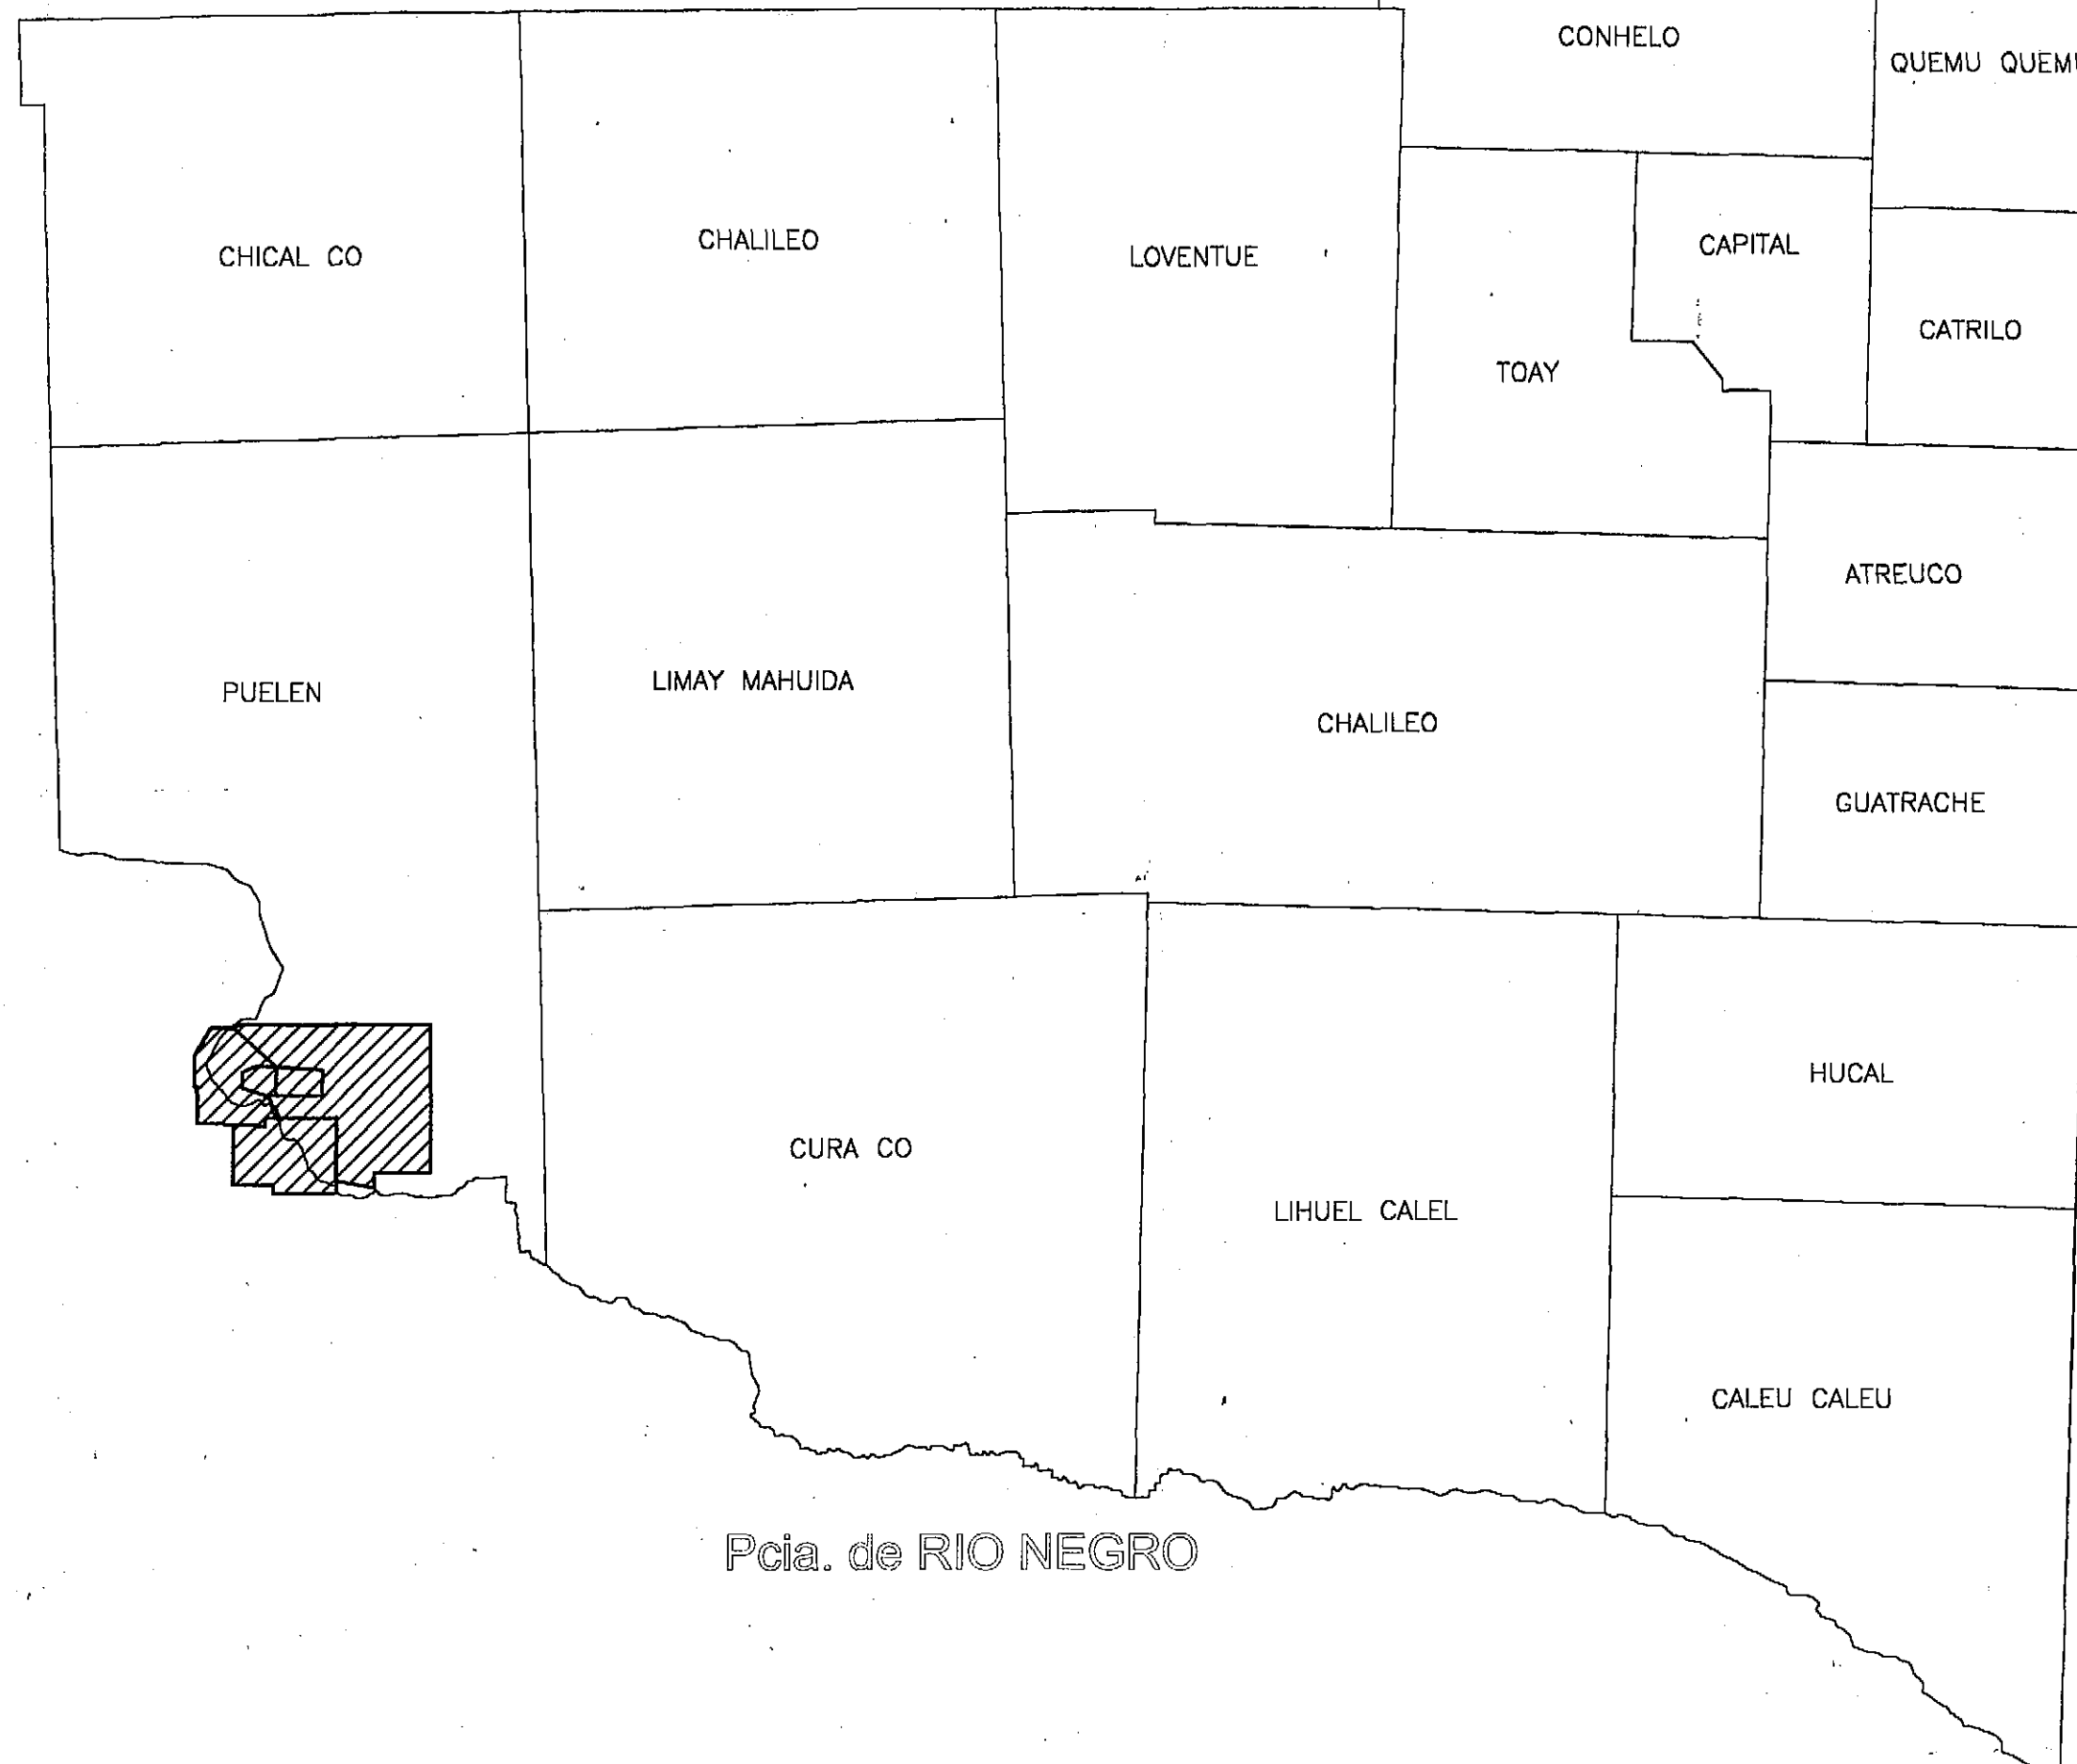 CONHELO
QUEMU QUEMU
CHICAL CO
CHALILEO
LOVENTUE
CAPITAL
CATRILO
TOAY
ATREUCO
PUELEN
LIMAY MAHUIDA
CHALILEO
GUATRACHE
HUCAL
CURA CO
LIHUEL CALEL
CALEU CALEU
Pcia. de RIO NEGRO